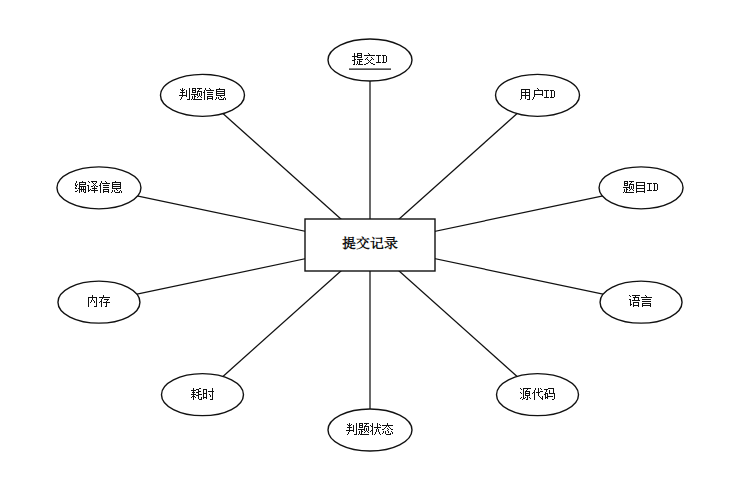 提交ID
判题信息
用户ID
编译信息
题目ID
提交记录
内存
语言
耗时
源代码
判题状态